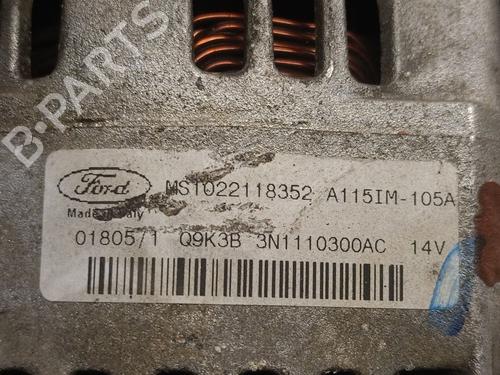 B-PARTS
Ford MS1022118352 A115IM-105A
Made in Italy
01805/1 Q9K3B 3N1110300AC 14V